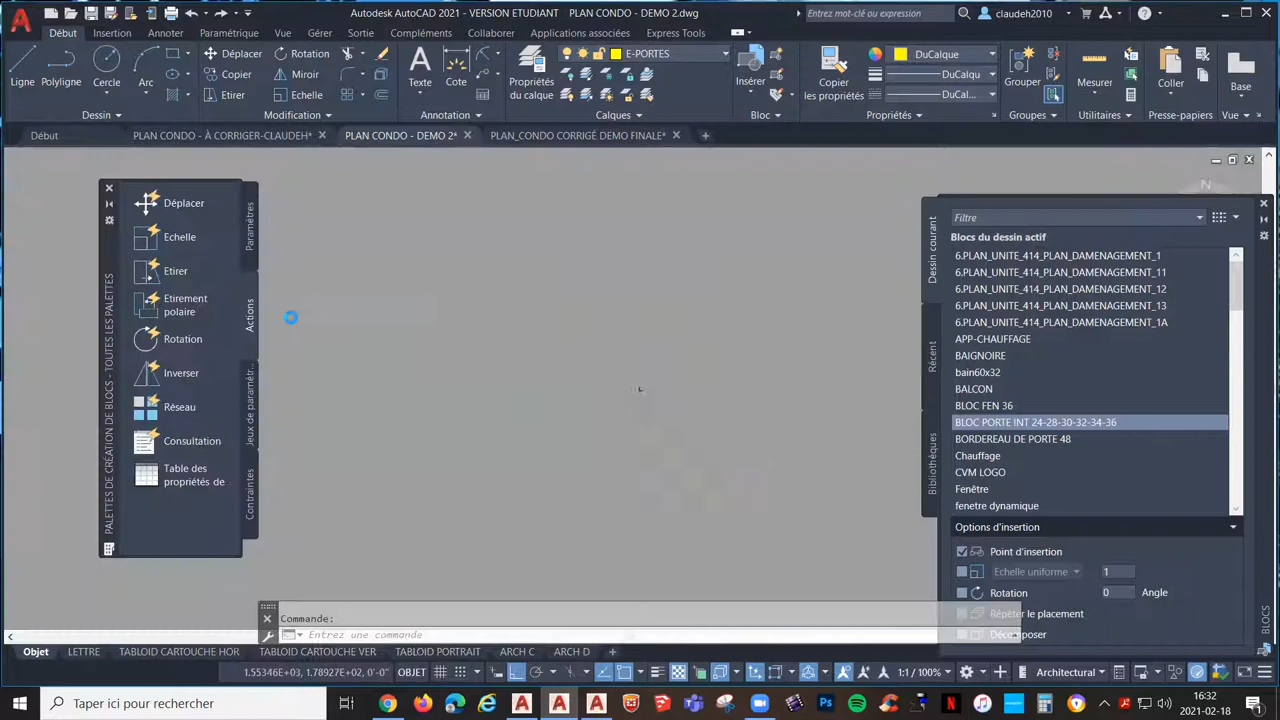 Autodesk AutoCAD 2021 - VERSION ETUDIANT PLAN CONDO - DEMO 2.dwg
Entrez mot-clé ou expression
claudeh2010
Début Insertion Annoter Paramétrique Vue Gérer Sortie Compléments Collaborer Applications associées Express Tools
Ligne Polyligne Cercle Arc
Déplacer Rotation
Copier Miroir
Etirer Echelle
Texte Cote
Propriétés du calque
E-PORTES
Insérer
Copier les propriétés
DuCalque
DuCalqu
DuCal...
Grouper
Mesurer
Coller
Base
Dessin Modification Annotation Calques Bloc Propriétés Groupes Utilitaires Presse-papiers Vue
Début PLAN CONDO - À CORRIGER-CLAUDEH* PLAN CONDO - DEMO 2* PLAN_CONDO CORRIGÉ DEMO FINALE*
N
PALETTES DE CRÉATION DE BLOCS - TOUTES LES PALETTES
Déplacer
Echelle
Etirer
Etirement
polaire
Rotation
Inverser
Réseau
Consultation
Table des
propriétés de
Paramètres
Actions
Jeux de paramétr...
Contraintes
Dessin courant
Récent
Bibliothèques
Filtre
Blocs du dessin actif
6.PLAN_UNITE_414_PLAN_DAMENAGEMENT_1
6.PLAN_UNITE_414_PLAN_DAMENAGEMENT_11
6.PLAN_UNITE_414_PLAN_DAMENAGEMENT_12
6.PLAN_UNITE_414_PLAN_DAMENAGEMENT_13
6.PLAN_UNITE_414_PLAN_DAMENAGEMENT_1A
APP-CHAUFFAGE
BAIGNOIRE
bain60x32
BALCON
BLOC FEN 36
BLOC PORTE INT 24-28-30-32-34-36
BORDEREAU DE PORTE 48
Chauffage
CVM LOGO
Fenêtre
fenetre dynamique
Options d'insertion
Point d'insertion
Echelle uniforme 1
Rotation 0 Angle
Répéter le placement
Décomposer
BLOCS
Commande:
Entrez une commande
Objet LETTRE TABLOID CARTOUCHE HOR TABLOID CARTOUCHE VER TABLOID PORTRAIT ARCH C ARCH D
1.55346E+03, 1.78927E+03, 0'-0" OBJET 1:1 / 100% Architectural
Taper ici pour rechercher
16:32
2021-02-18